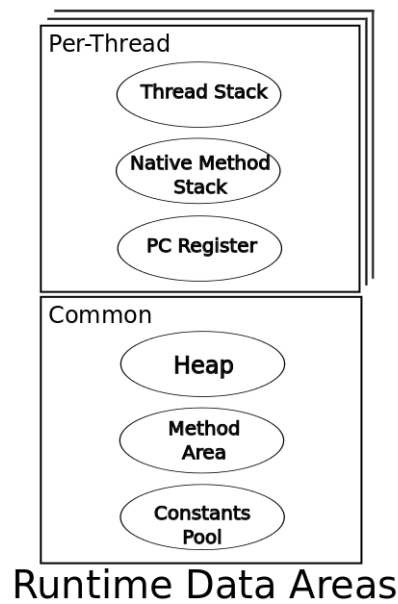 Per-Thread
Thread Stack
Native Method
Stack
PC Register
Common
Heap
Method
Area
Constants
Pool
Runtime Data Areas